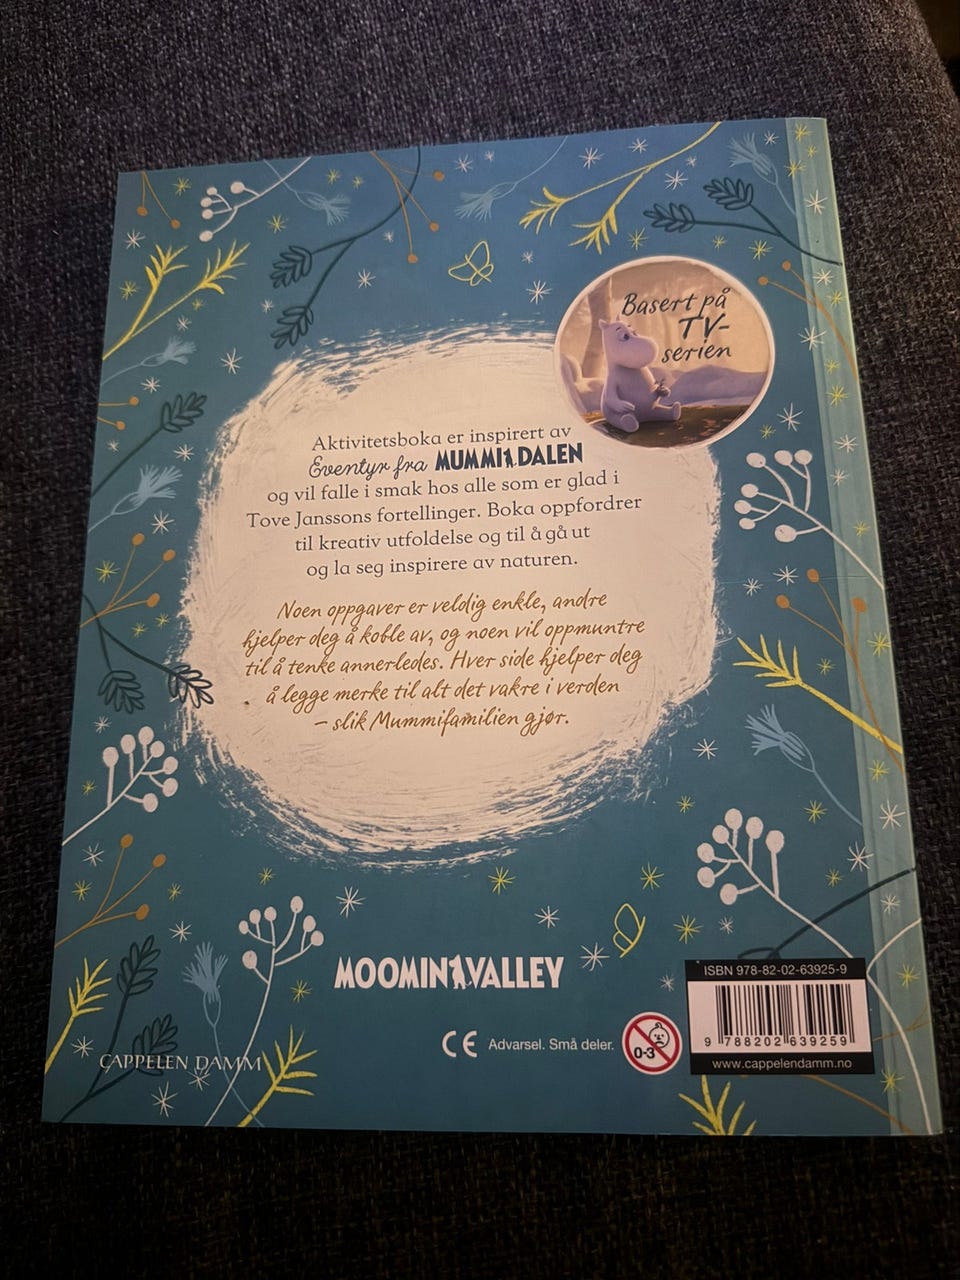 Basert på
TV-
serien
Aktivitetsboka er inspirert av
Eventyr fra MUMMIDALEN
og vil falle i smak hos alle som er glad i
Tove Janssons fortellinger. Boka oppfordrer
til kreativ utfoldelse og til å gå ut
og la seg inspirere av naturen.
Noen oppgaver er veldig enkle, andre
hjelper deg å koble av, og noen vil oppmuntre
til å tenke annerledes. Hver side hjelper deg
å legge merke til alt det vakre i verden
– slik Mummifamilien gjør.
MOOMINVALLEY
CAPPELEN DAMM
CE Advarsel. Små deler.
0-3
ISBN 978-82-02-63925-9
9 788202 639259
www.cappelendamm.no